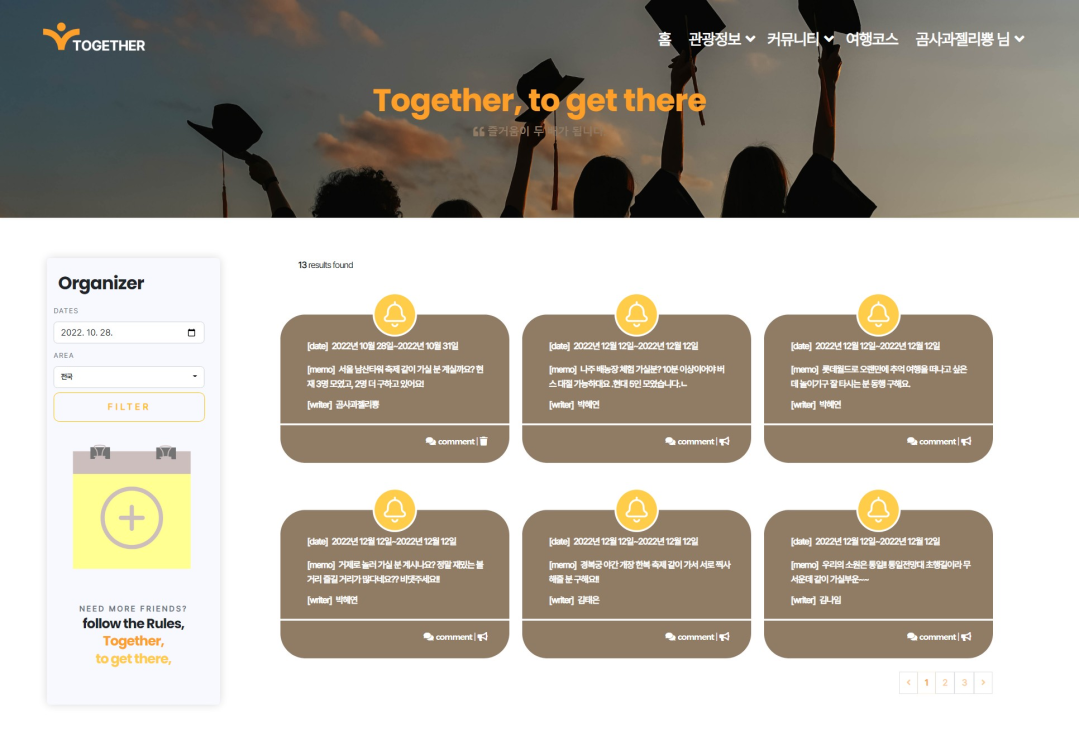 TOGETHER
홈 관광정보 커뮤니티 여행코스 곰사과젤리뽕 님
Together, to get there
즐거움이 두 배가 됩니다
Organizer
DATES
2022. 10. 28.
AREA
전국
FILTER
NEED MORE FRIENDS?
follow the Rules,
Together,
to get there,
13 results found
[date] 2022년 10월 28일~2022년 10월 31일
[memo] 서울 남산타워 축제 같이 가실 분 계실까요? 현
재 3명 모였고, 2명 더 구하고 있어요!
[writer] 곰사과젤리뽕
comment |
[date] 2022년 12월 12일~2022년 12월 12일
[memo] 나주 배농장 체험 가실분? 10분 이상이어야 버
스 대절 가능하대요 .현대 5인 모았습니다.ㄴ
[writer] 박혜연
comment |
[date] 2022년 12월 12일~2022년 12월 12일
[memo] 롯데월드로 오랜만에 추억 여행을 떠나고 싶은
데 놀이기구 잘 타시는 분 동행 구해요.
[writer] 박혜연
comment |
[date] 2022년 12월 12일~2022년 12월 12일
[memo] 거제로 놀러 가실 분 계시나요? 정말 재밌는 볼
거리 즐길 거리가 많다네요?? 바댓주세요!!
[writer] 박혜연
comment |
[date] 2022년 12월 12일~2022년 12월 12일
[memo] 경복궁 야간 개장 한복 축제 같이 가서 서로 찍사
해줄 분 구해요!!
[writer] 김태은
comment |
[date] 2022년 12월 12일~2022년 12월 12일
[memo] 우리의 소원은 통일!! 통일전망대 초행길이라 무
서운데 같이 가실부운~~
[writer] 김나임
comment |
< 1 2 3 >